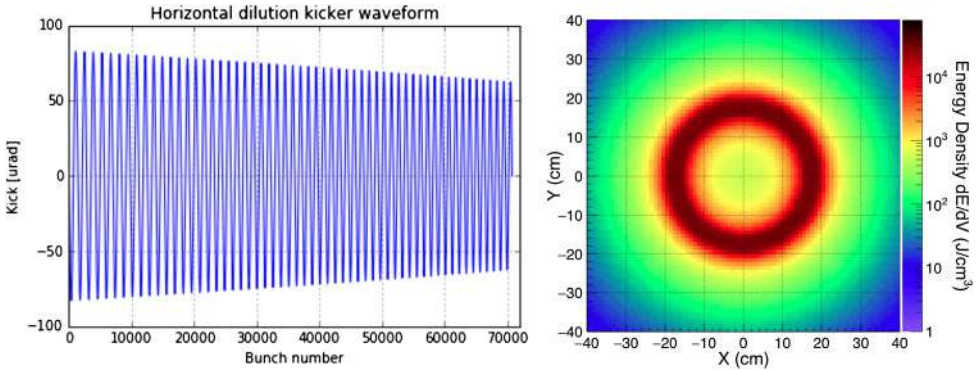 Horizontal dilution kicker waveform
100
50
0
−50
−100
Kick [urad]
0 10000 20000 30000 40000 50000 60000 70000
Bunch number
40
30
20
10
0
−10
−20
−30
−40
Y (cm)
−40 −30 −20 −10 0 10 20 30 40
X (cm)
10⁴
10³
10²
10
1
Energy Density dE/dV (J/cm³)